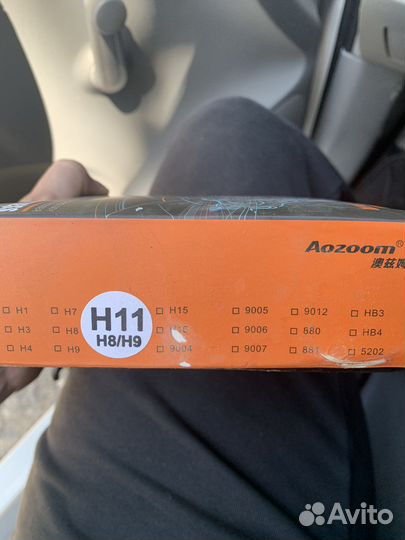 Aozoom®
澳兹姆
□ H1 □ H7 □ H15 □ 9005 □ 9012 □ HB3
□ H3 □ H8 □ 9006 □ 880 □ HB4
□ H4 □ H9 □ 9004 □ 9007 □ 881 □ 5202
H11
H8/H9
Avito